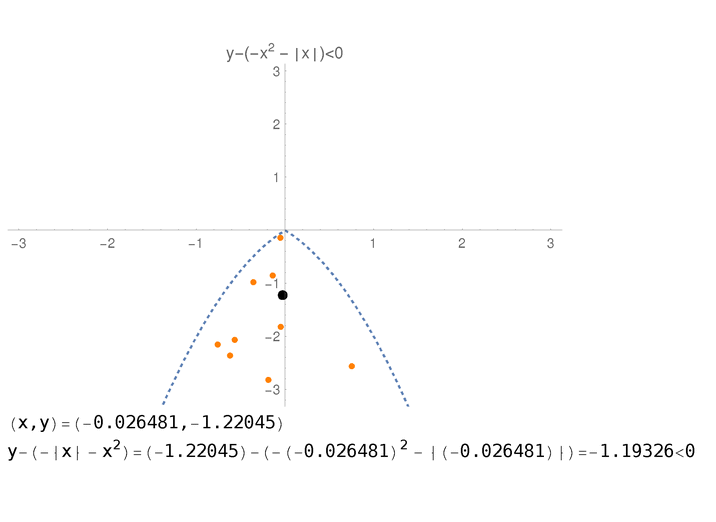 y−(−x² − |x|)<0
3
2
1
−3 −2 −1 1 2 3
−1
−2
−3
(x,y)=(−0.026481,−1.22045)
y−(−|x| − x²)=(−1.22045)−(−(−0.026481)² − |(−0.026481)|)=−1.19326<0